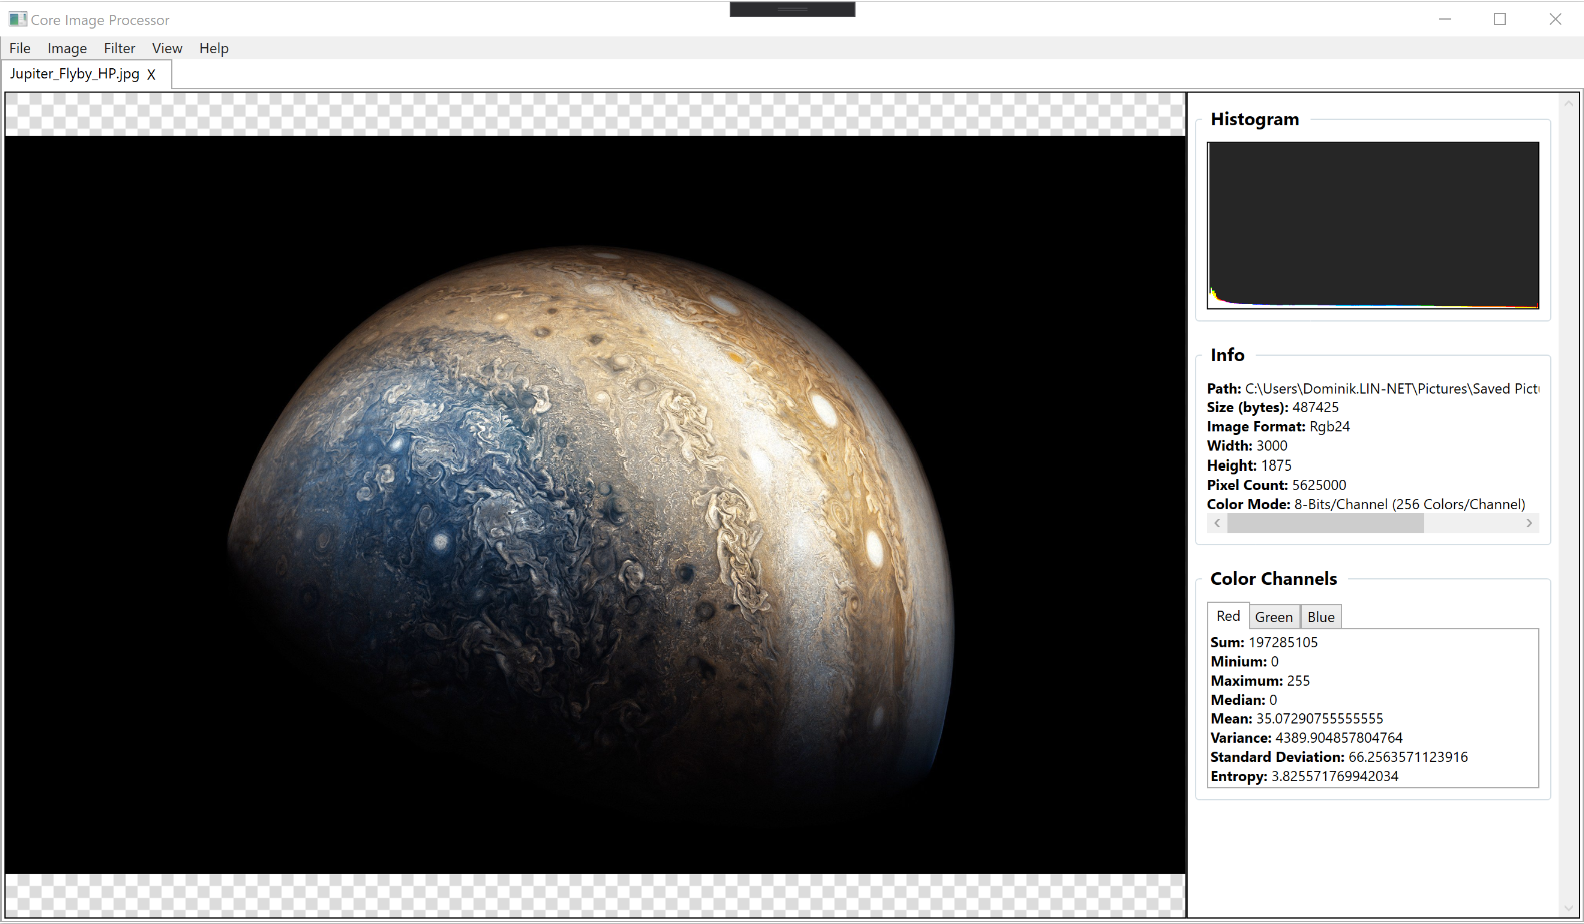 Core Image Processor
File Image Filter View Help
Jupiter_Flyby_HP.jpg X
Histogram
Info
Path: C:\Users\Dominik.LIN-NET\Pictures\Saved Pict
Size (bytes): 487425
Image Format: Rgb24
Width: 3000
Height: 1875
Pixel Count: 5625000
Color Mode: 8-Bits/Channel (256 Colors/Channel)
Color Channels
Red Green Blue
Sum: 197285105
Minium: 0
Maximum: 255
Median: 0
Mean: 35.07290755555555
Variance: 4389.904857804764
Standard Deviation: 66.2563571123916
Entropy: 3.825571769942034